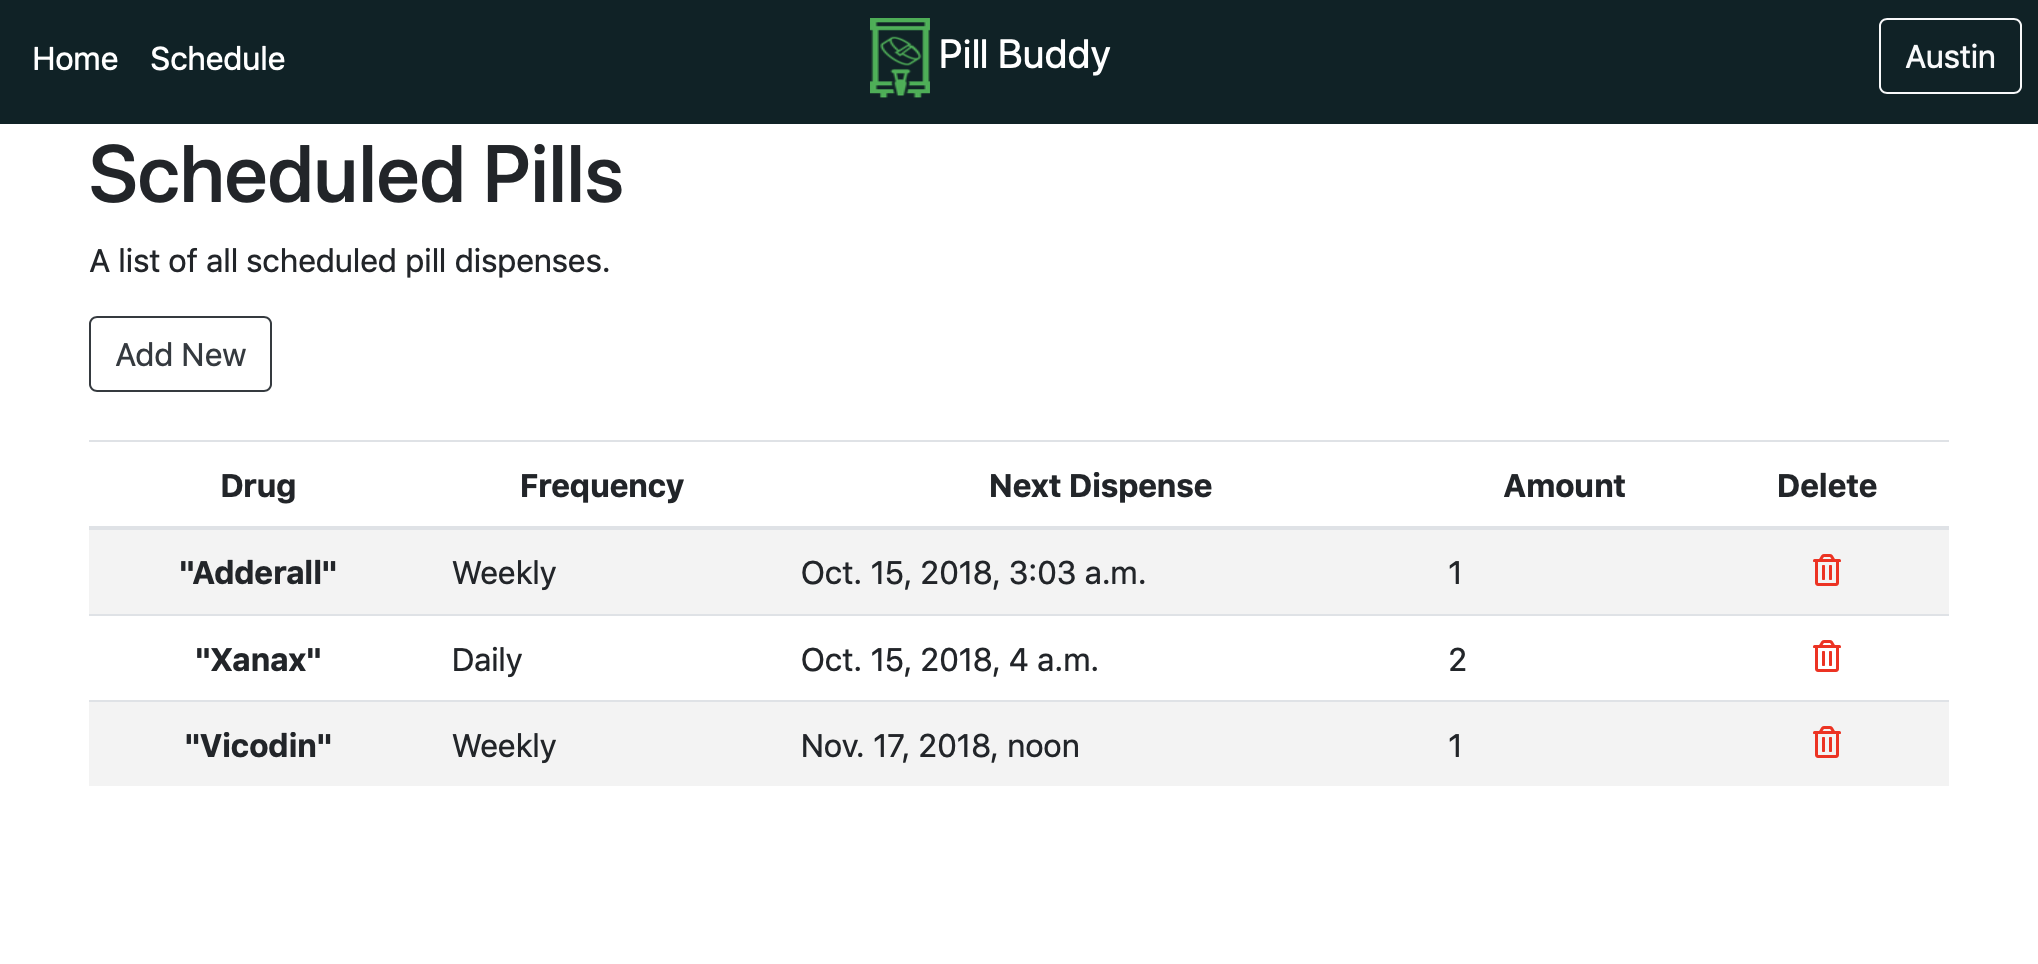 Home Schedule Pill Buddy Austin
Scheduled Pills
A list of all scheduled pill dispenses.
Add New
Drug Frequency Next Dispense Amount Delete
"Adderall" Weekly Oct. 15, 2018, 3:03 a.m. 1
"Xanax" Daily Oct. 15, 2018, 4 a.m. 2
"Vicodin" Weekly Nov. 17, 2018, noon 1